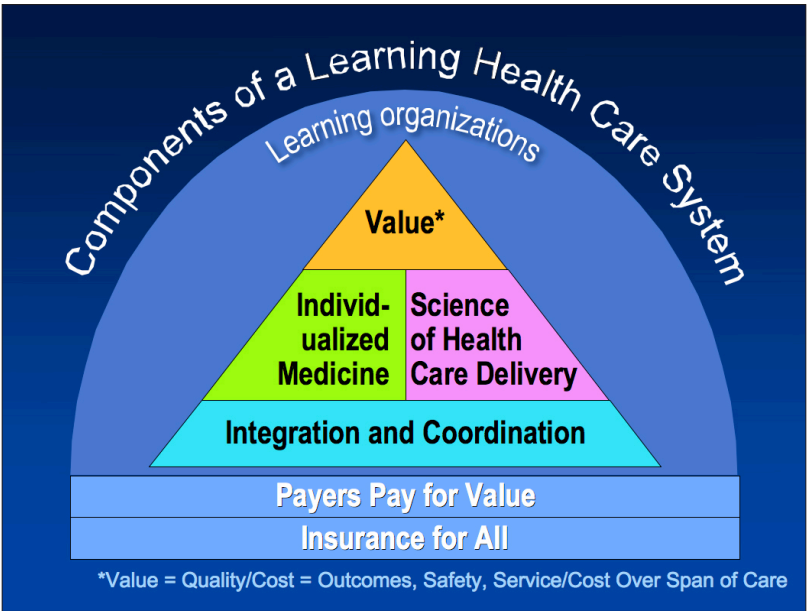 Components of a Learning Health Care System
Learning organizations
Value*
Individ-
ualized
Medicine
Science
of Health
Care Delivery
Integration and Coordination
Payers Pay for Value
Insurance for All
*Value = Quality/Cost = Outcomes, Safety, Service/Cost Over Span of Care